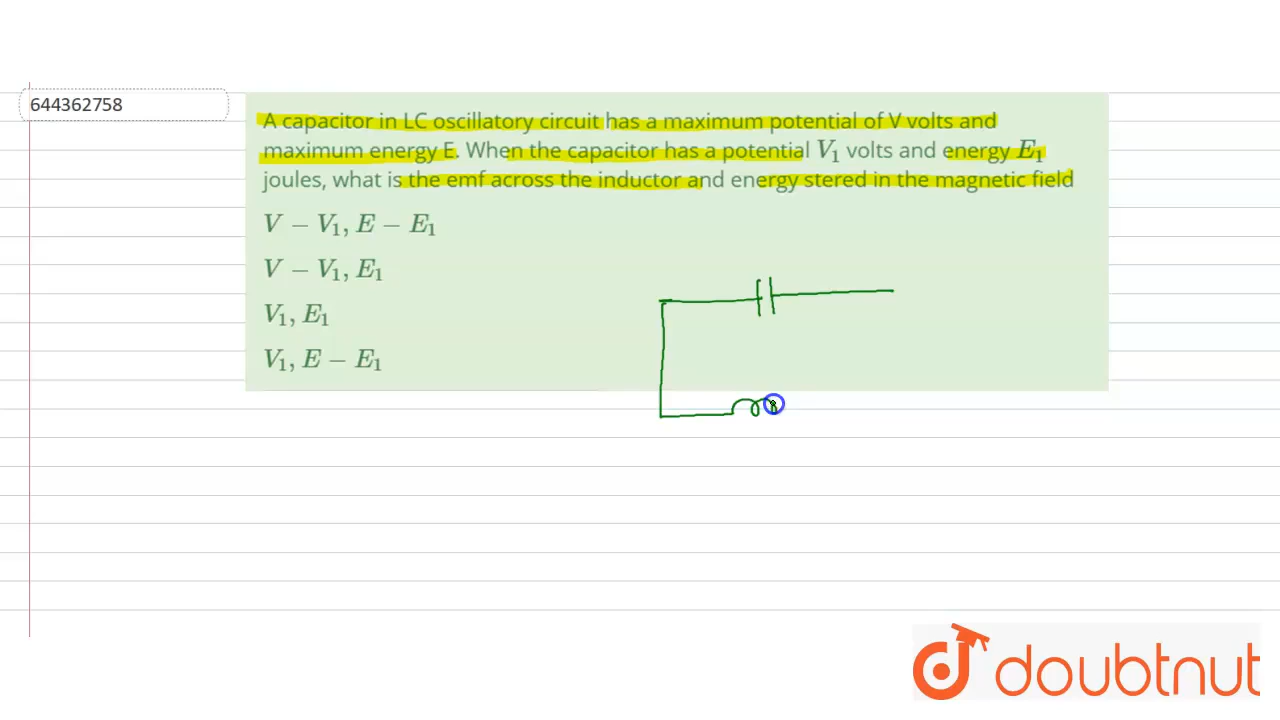 644362758
A capacitor in LC oscillatory circuit has a maximum potential of V volts and
maximum energy E. When the capacitor has a potential V₁ volts and energy E₁
joules, what is the emf across the inductor and energy stered in the magnetic field
V − V₁, E − E₁
V − V₁, E₁
V₁, E₁
V₁, E − E₁
doubtnut